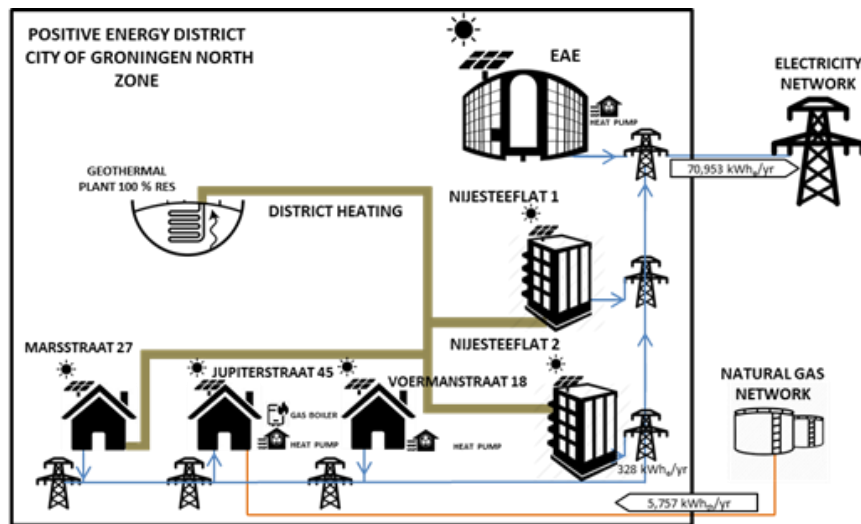 POSITIVE ENERGY DISTRICT
CITY OF GRONINGEN NORTH
ZONE
EAE
HEAT PUMP
ELECTRICITY
NETWORK
70,953 kWhe/yr
GEOTHERMAL
PLANT 100 % RES
DISTRICT HEATING
NIJESTEEFLAT 1
MARSSTRAAT 27
JUPITERSTRAAT 45
NIJESTEEFLAT 2
VOERMANSTRAAT 18
NATURAL GAS
NETWORK
GAS BOILER
HEAT PUMP
HEAT PUMP
328 kWhe/yr
5,757 kWhth/yr